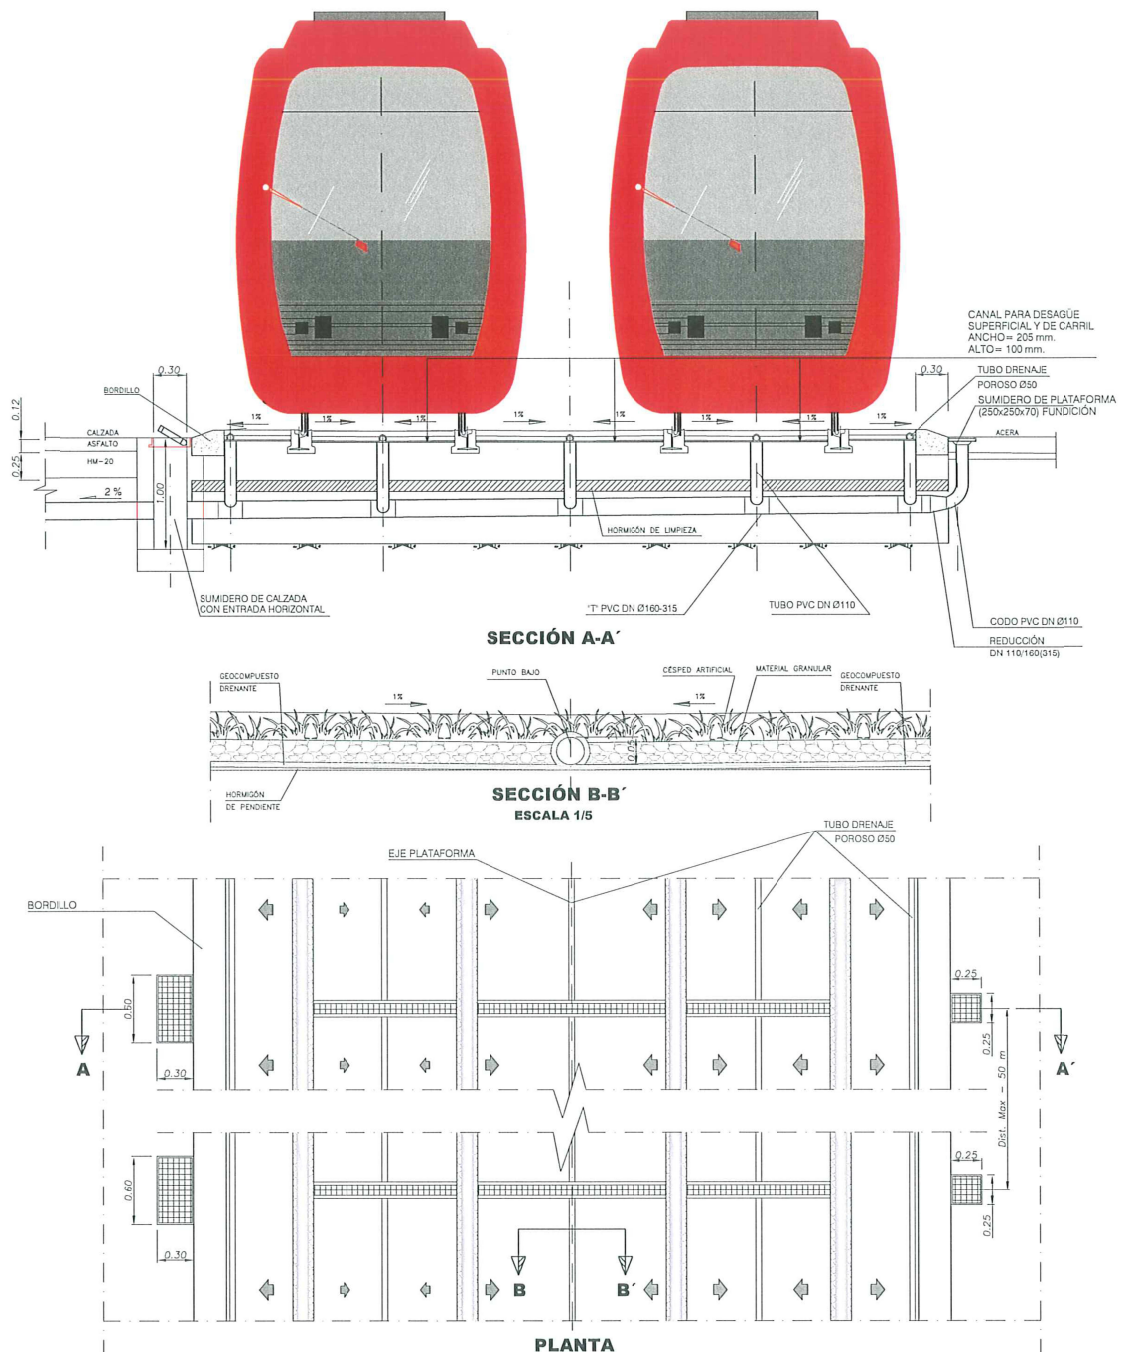 CANAL PARA DESAGÜE
SUPERFICIAL Y DE CARRIL
ANCHO= 205 mm.
ALTO= 100 mm.
TUBO DRENAJE
POROSO Ø50
SUMIDERO DE PLATAFORMA
(250x250x70) FUNDICIÓN
0.30
0.30
BORDILLO
0.12
0.25
CALZADA
ASFALTO
HM-20
ACERA
1%
1%
1%
1%
1%
1%
1%
1%
2 %
1.00
HORMIGÓN DE LIMPIEZA
SUMIDERO DE CALZADA
CON ENTRADA HORIZONTAL
"T" PVC DN Ø160-315
TUBO PVC DN Ø110
CODO PVC DN Ø110
REDUCCIÓN
DN 110/160(315)
SECCIÓN A-A´
GEOCOMPUESTO
DRENANTE
PUNTO BAJO
CÉSPED ARTIFICIAL
MATERIAL GRANULAR
GEOCOMPUESTO
DRENANTE
1%
1%
0.05
HORMIGÓN
DE PENDIENTE
SECCIÓN B-B´
ESCALA 1/5
TUBO DRENAJE
POROSO Ø50
EJE PLATAFORMA
BORDILLO
0.60
0.30
0.25
0.25
A
A´
Dist. Max - 50 m
0.60
0.30
0.25
0.25
B
B´
PLANTA